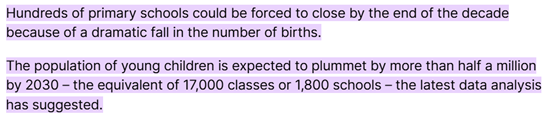 Hundreds of primary schools could be forced to close by the end of the decade
because of a dramatic fall in the number of births.
The population of young children is expected to plummet by more than half a million
by 2030 – the equivalent of 17,000 classes or 1,800 schools – the latest data analysis
has suggested.